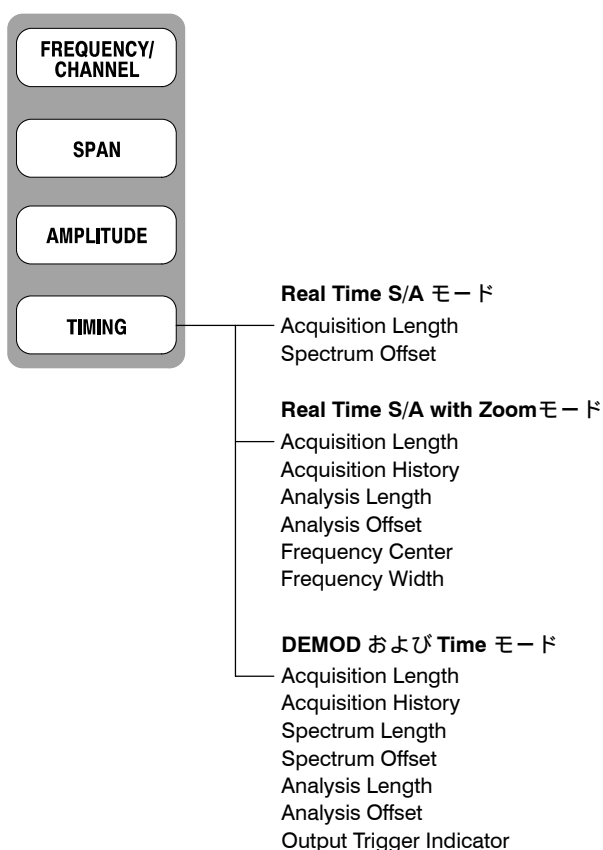 FREQUENCY/
CHANNEL
SPAN
AMPLITUDE
TIMING
Real Time S/A モード
Acquisition Length
Spectrum Offset
Real Time S/A with Zoomモード
Acquisition Length
Acquisition History
Analysis Length
Analysis Offset
Frequency Center
Frequency Width
DEMOD および Time モード
Acquisition Length
Acquisition History
Spectrum Length
Spectrum Offset
Analysis Length
Analysis Offset
Output Trigger Indicator